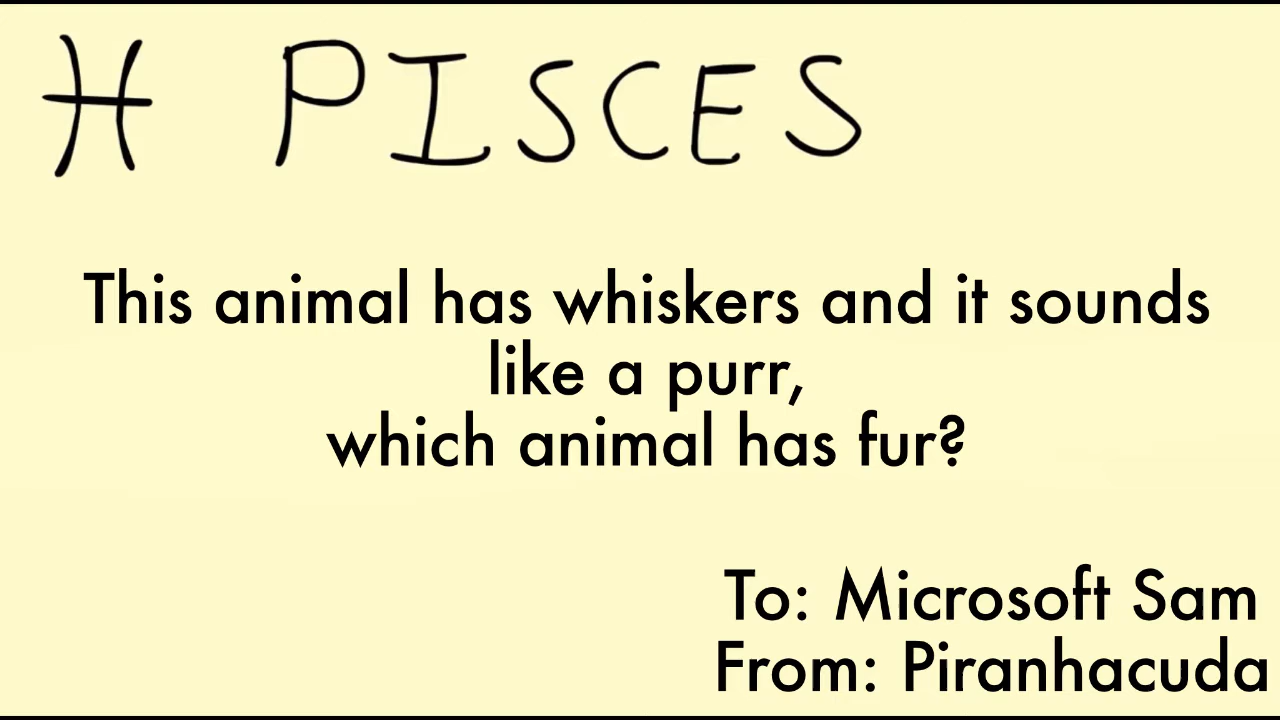 ♓ PISCES
This animal has whiskers and it sounds
like a purr,
which animal has fur?
To: Microsoft Sam
From: Piranhacuda